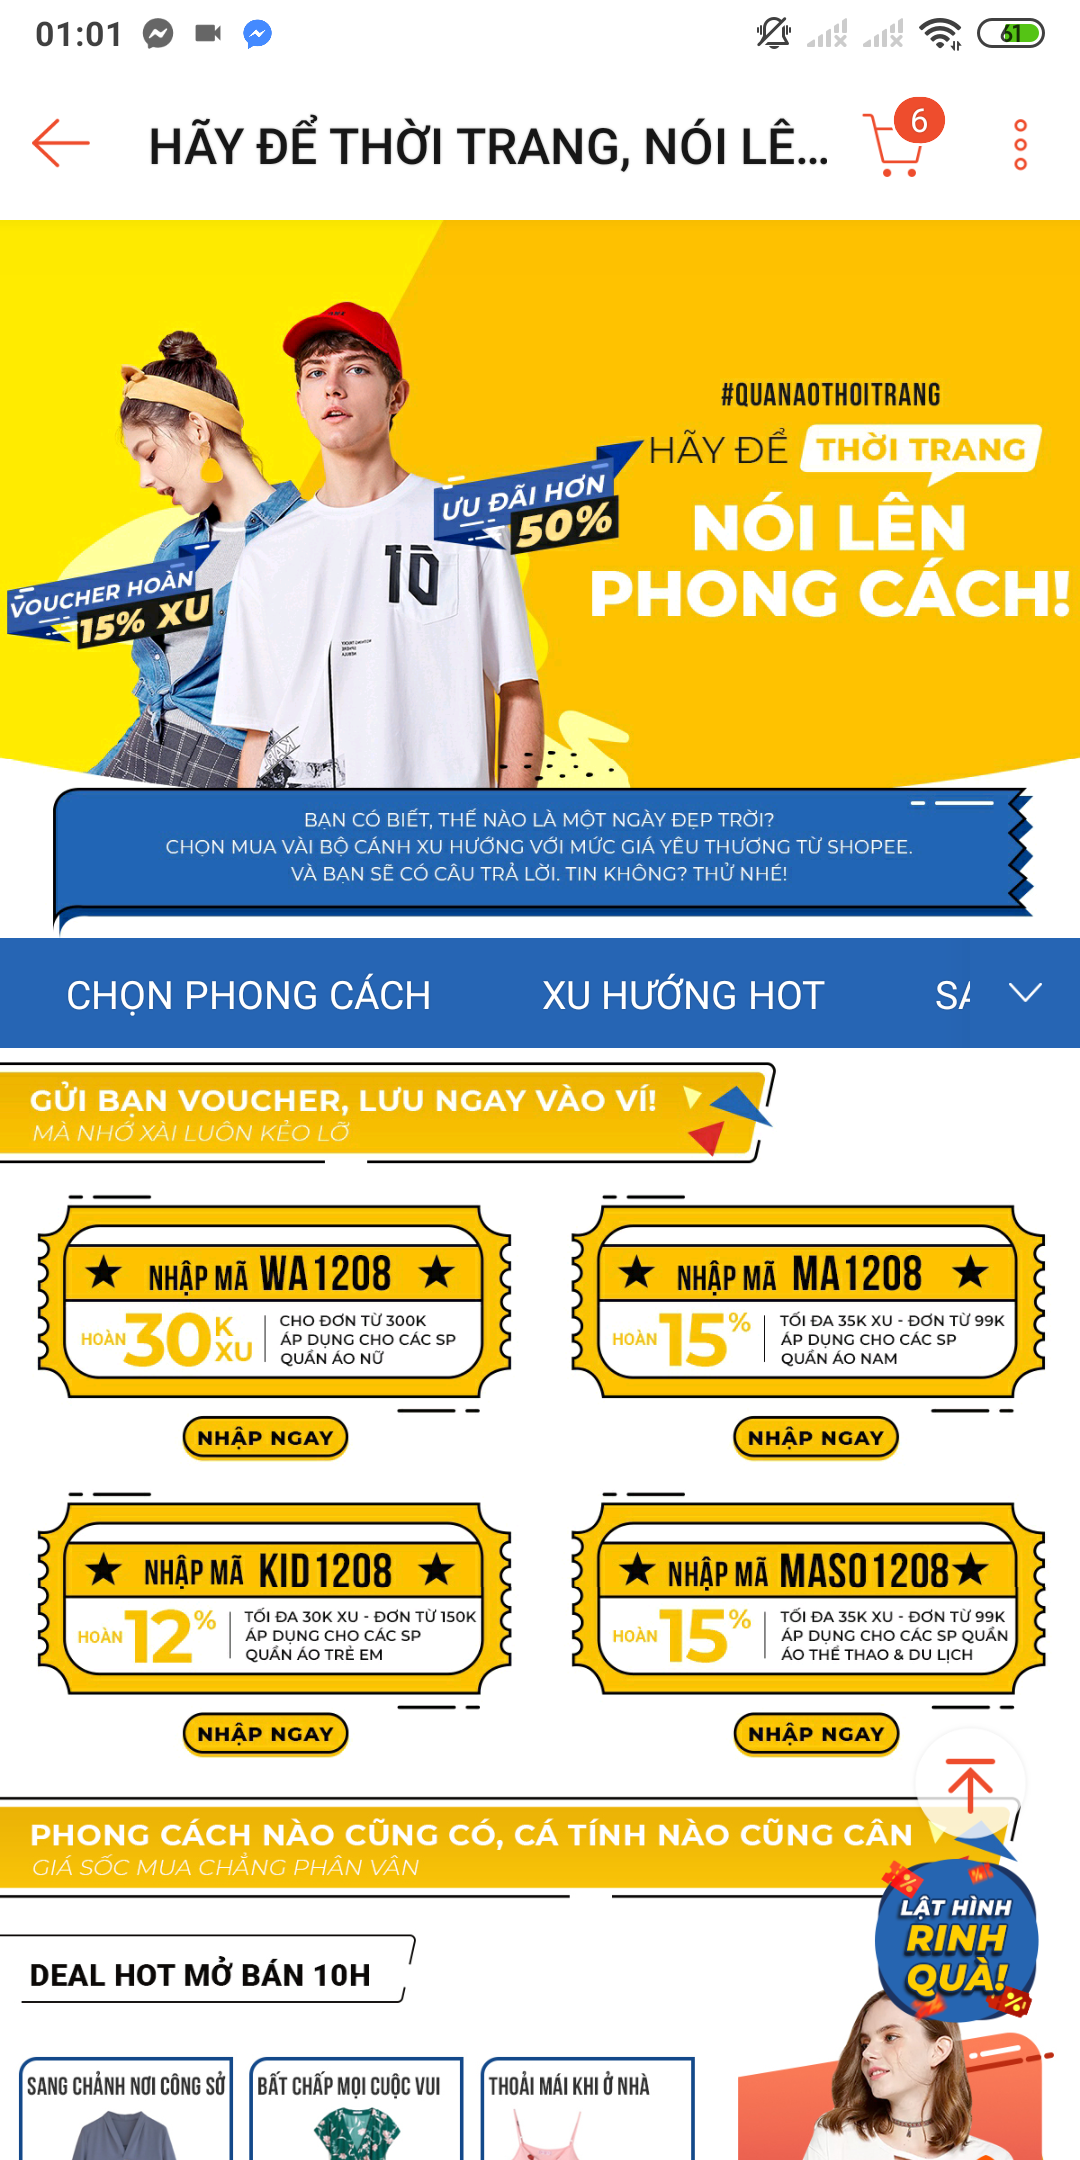 01:01
61
HÃY ĐỂ THỜI TRANG, NÓI LÊ...
6
#QUANAOTHOITRANG
HÃY ĐỂ THỜI TRANG
NÓI LÊN
PHONG CÁCH!
ƯU ĐÃI HƠN
50%
VOUCHER HOÀN
15% XU
10
BẠN CÓ BIẾT, THẾ NÀO LÀ MỘT NGÀY ĐẸP TRỜI?
CHỌN MUA VÀI BỘ CÁNH XU HƯỚNG VỚI MỨC GIÁ YÊU THƯƠNG TỪ SHOPEE.
VÀ BẠN SẼ CÓ CÂU TRẢ LỜI. TIN KHÔNG? THỬ NHÉ!
CHỌN PHONG CÁCH XU HƯỚNG HOT SA
GỬI BẠN VOUCHER, LƯU NGAY VÀO VÍ!
MÀ NHỚ XÀI LUÔN KẺO LỠ
NHẬP MÃ WA1208
HOÀN 30K XU
CHO ĐƠN TỪ 300K
ÁP DỤNG CHO CÁC SP
QUẦN ÁO NỮ
NHẬP NGAY
NHẬP MÃ MA1208
HOÀN 15%
TỐI ĐA 35K XU - ĐƠN TỪ 99K
ÁP DỤNG CHO CÁC SP
QUẦN ÁO NAM
NHẬP NGAY
NHẬP MÃ KID1208
HOÀN 12%
TỐI ĐA 30K XU - ĐƠN TỪ 150K
ÁP DỤNG CHO CÁC SP
QUẦN ÁO TRẺ EM
NHẬP NGAY
NHẬP MÃ MASO1208
HOÀN 15%
TỐI ĐA 35K XU - ĐƠN TỪ 99K
ÁP DỤNG CHO CÁC SP QUẦN
ÁO THỂ THAO & DU LỊCH
NHẬP NGAY
PHONG CÁCH NÀO CŨNG CÓ, CÁ TÍNH NÀO CŨNG CÂN
GIÁ SỐC MUA CHẲNG PHÂN VÂN
LẬT HÌNH
RINH
QUÀ!
DEAL HOT MỞ BÁN 10H
SANG CHẢNH NƠI CÔNG SỞ
BẤT CHẤP MỌI CUỘC VUI
THOẢI MÁI KHI Ở NHÀ